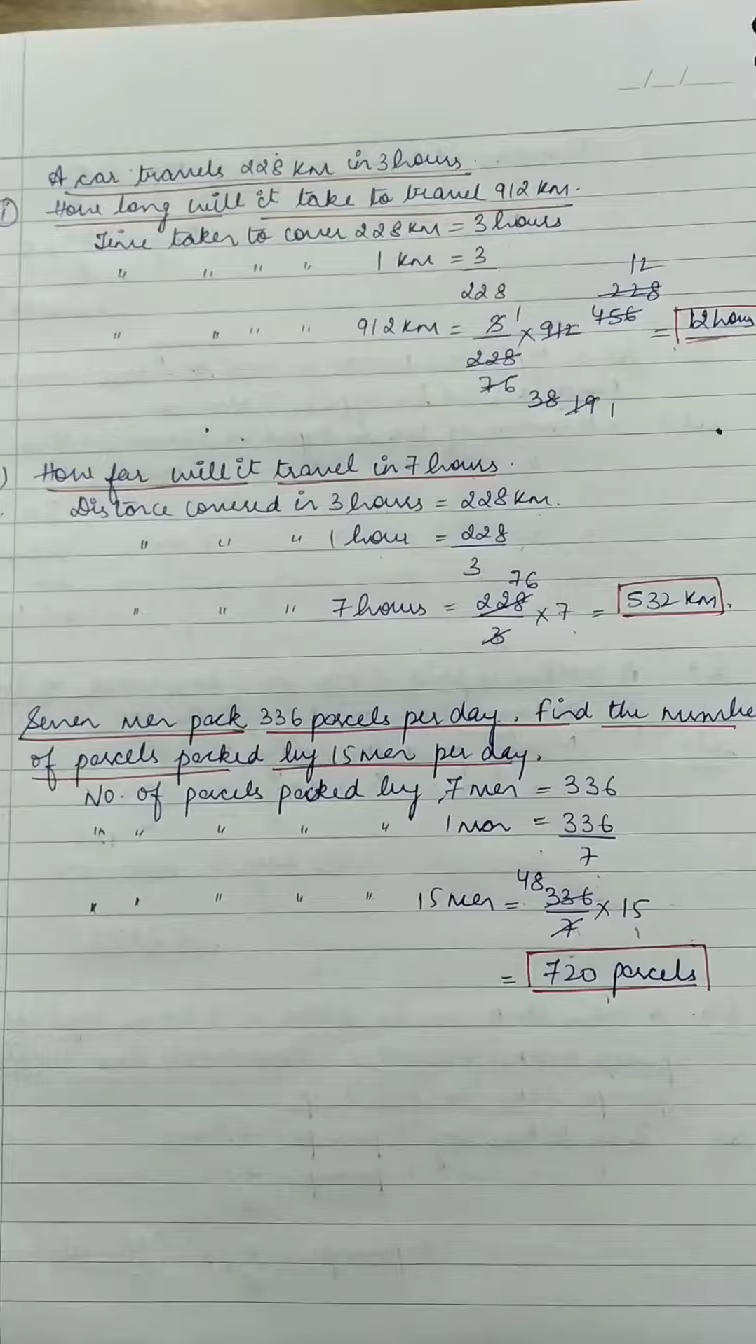 _/_/__
A car travels 228 km in 3 hours.
i) How long will it take to travel 912 km.
Time taken to cover 228 km = 3 hours
" " " " 1 km = 3
228 12
228
" " " " 912 km = 3 1 × 912 456 = 12 hours
228
76 38 19 1
) How far will it travel in 7 hours.
Distance covered in 3 hours = 228 km.
" " " 1 hour = 228
3
76
" " " 7 hours = 228 × 7 = 532 km.
3
Seven men pack 336 parcels per day. Find the numbe
of parcels packed by 15 men per day.
No. of parcels packed by 7 men = 336
" " " " " 1 man = 336
7
" " " " " 15 men = 48 336 × 15
7
= 720 parcels